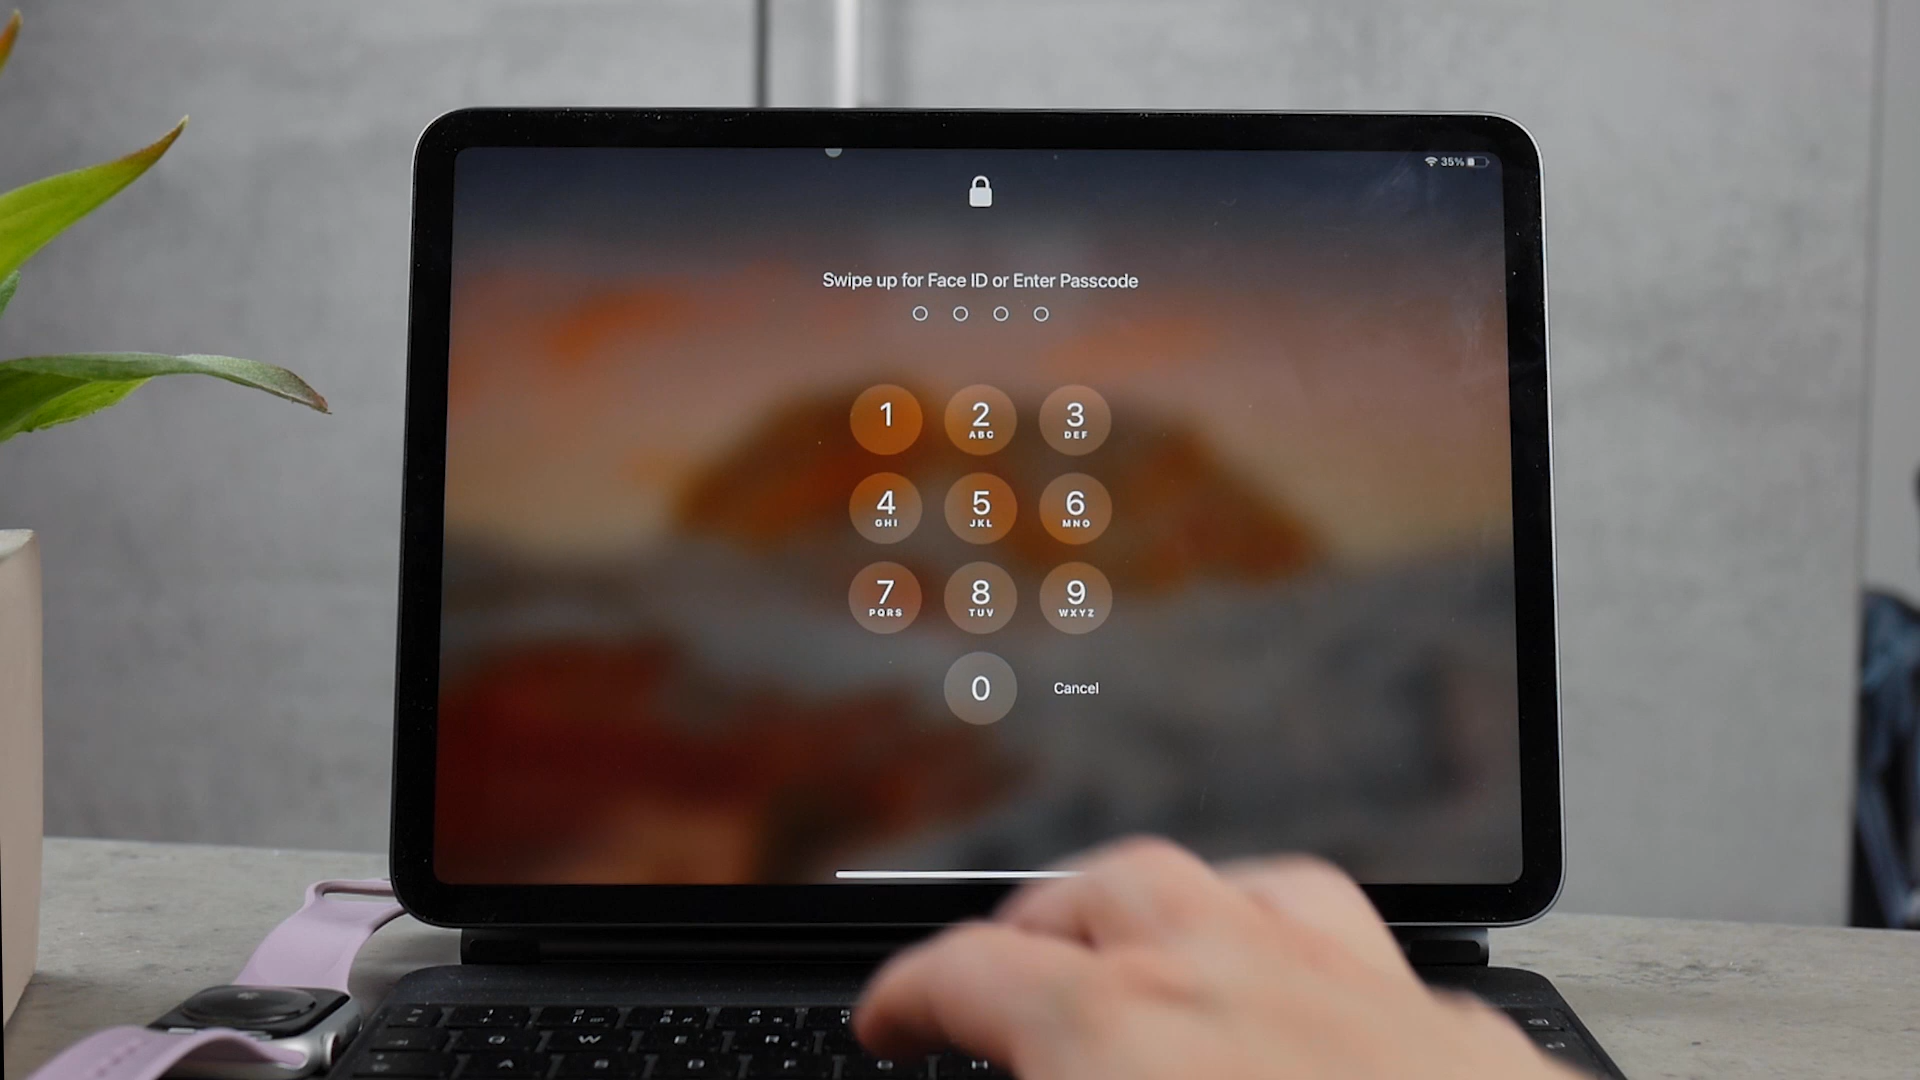 35%
Swipe up for Face ID or Enter Passcode
1 2 3
ABC DEF
4 5 6
GHI JKL MNO
7 8 9
PQRS TUV WXYZ
0 Cancel
Q W E R
A S D F G H